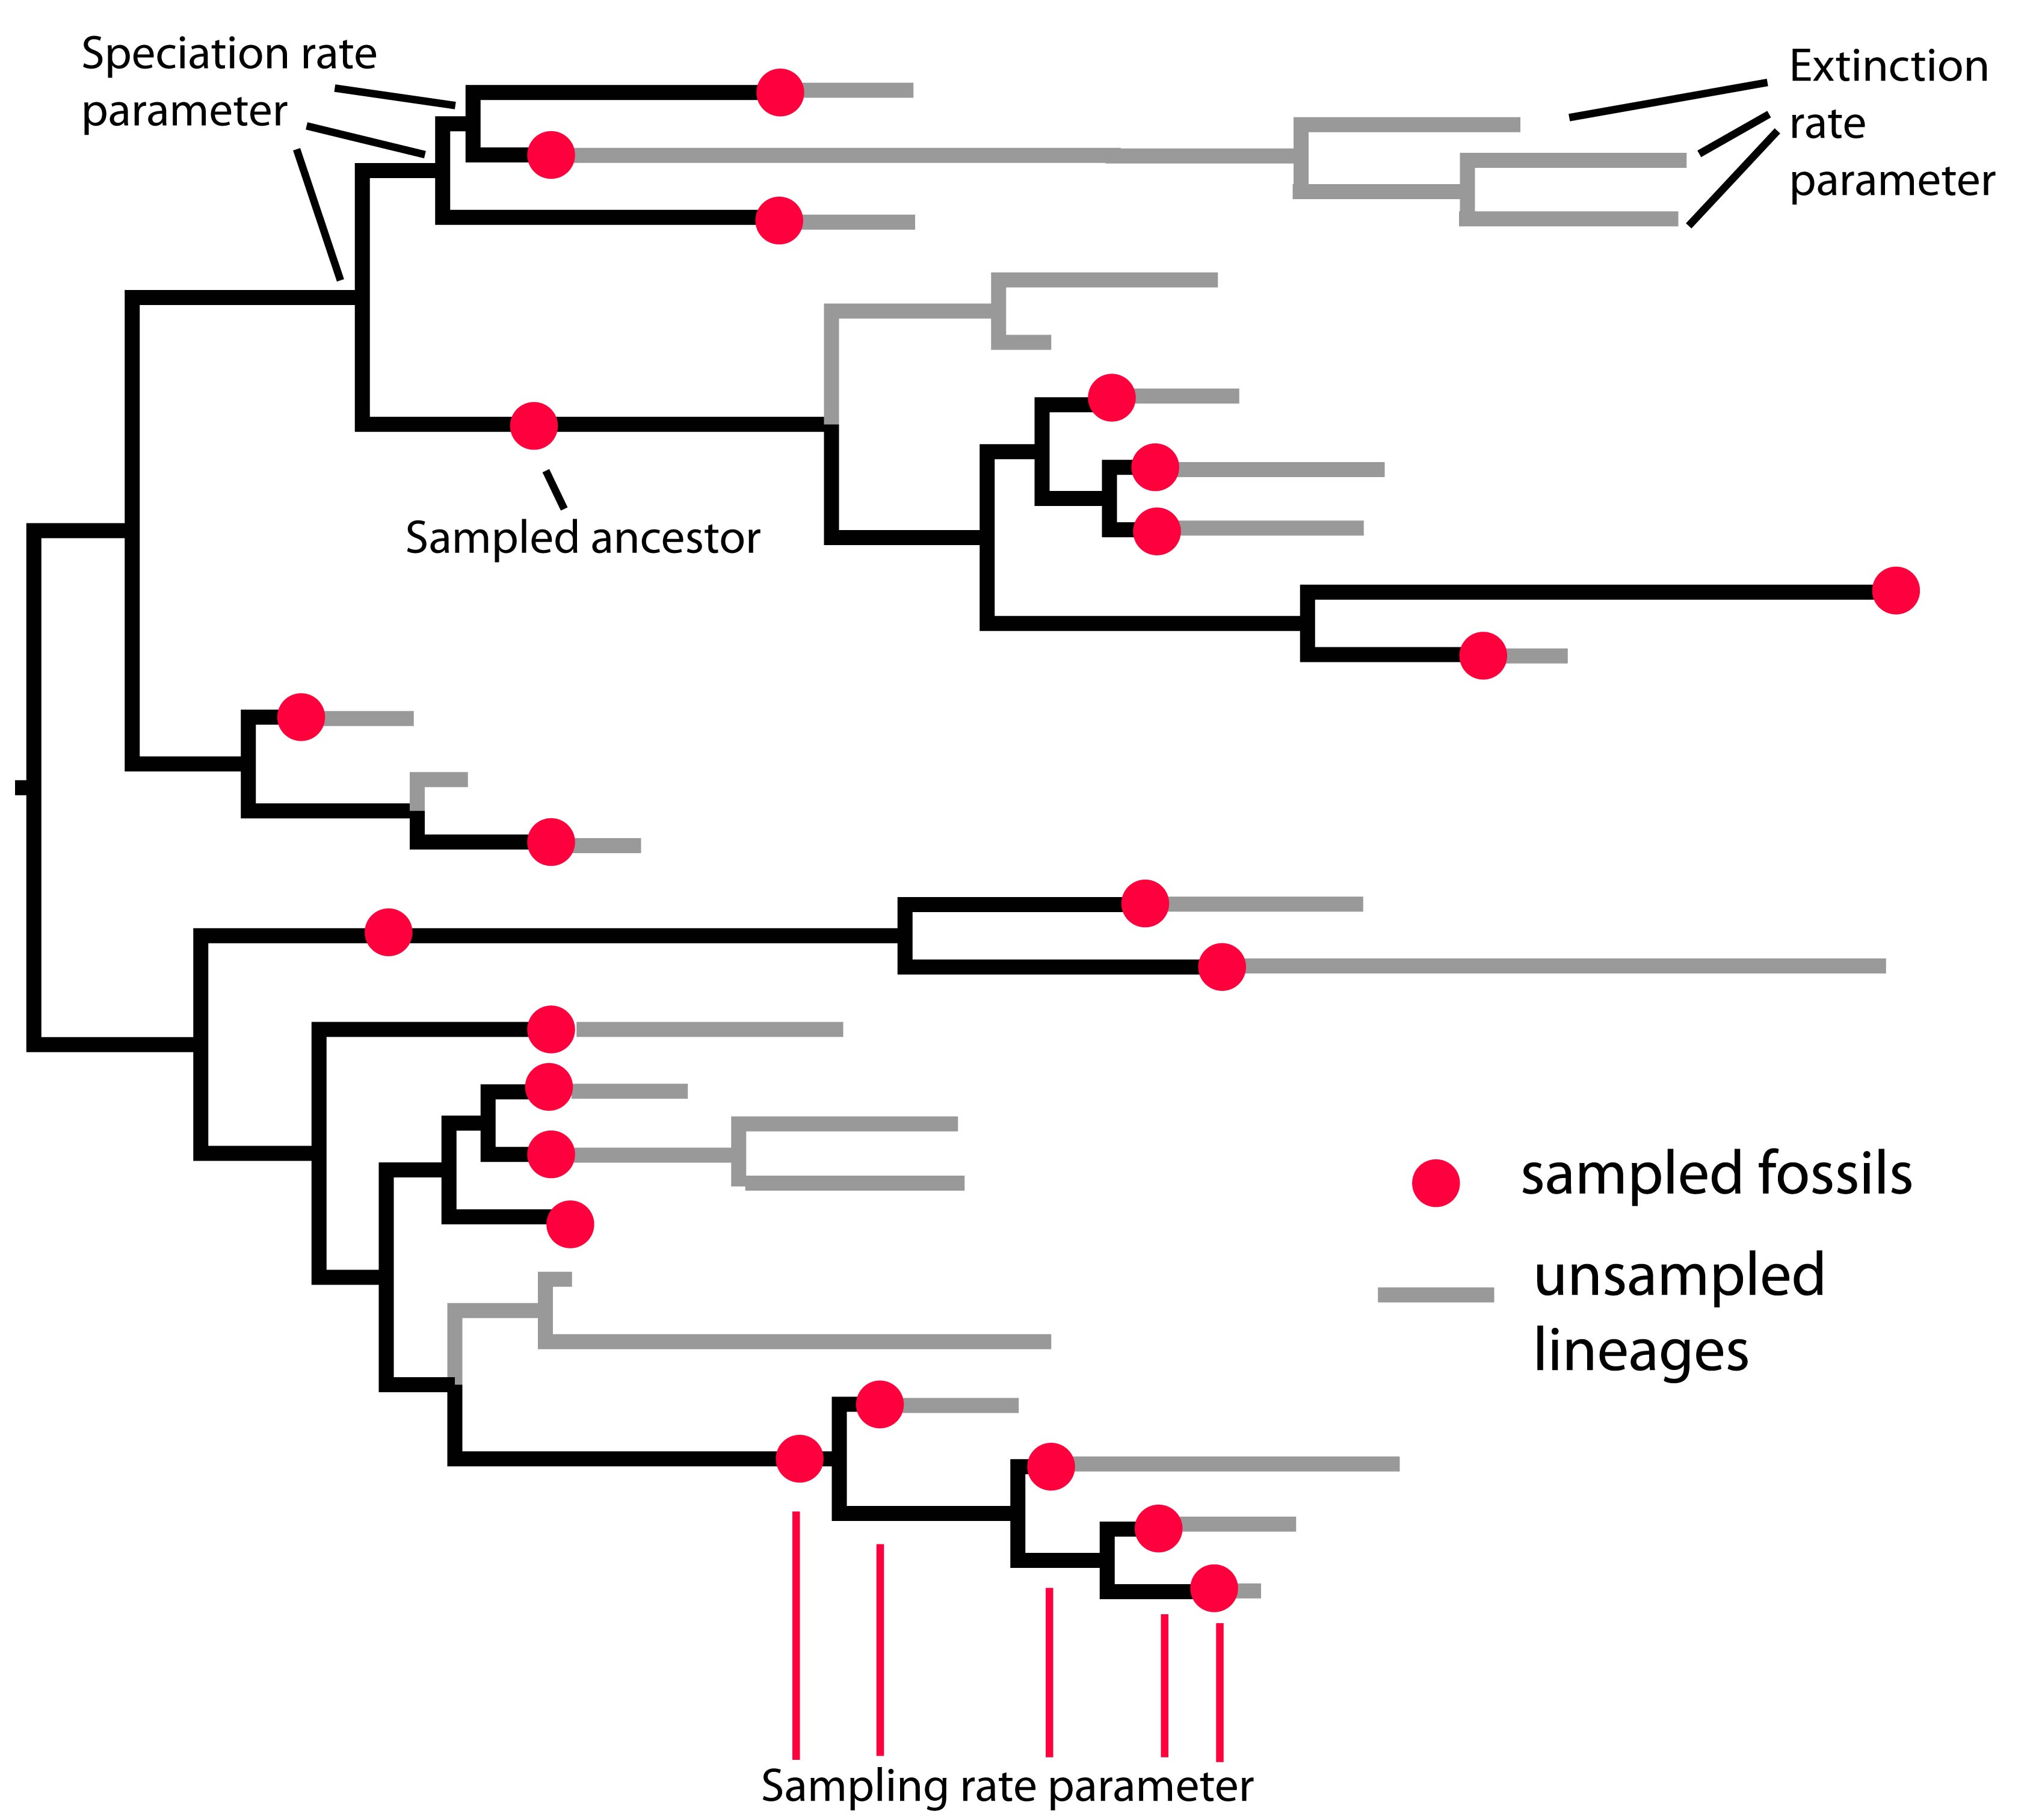 Speciation rate
parameter
Extinction
rate
parameter
Sampled ancestor
sampled fossils
unsampled
lineages
Sampling rate parameter